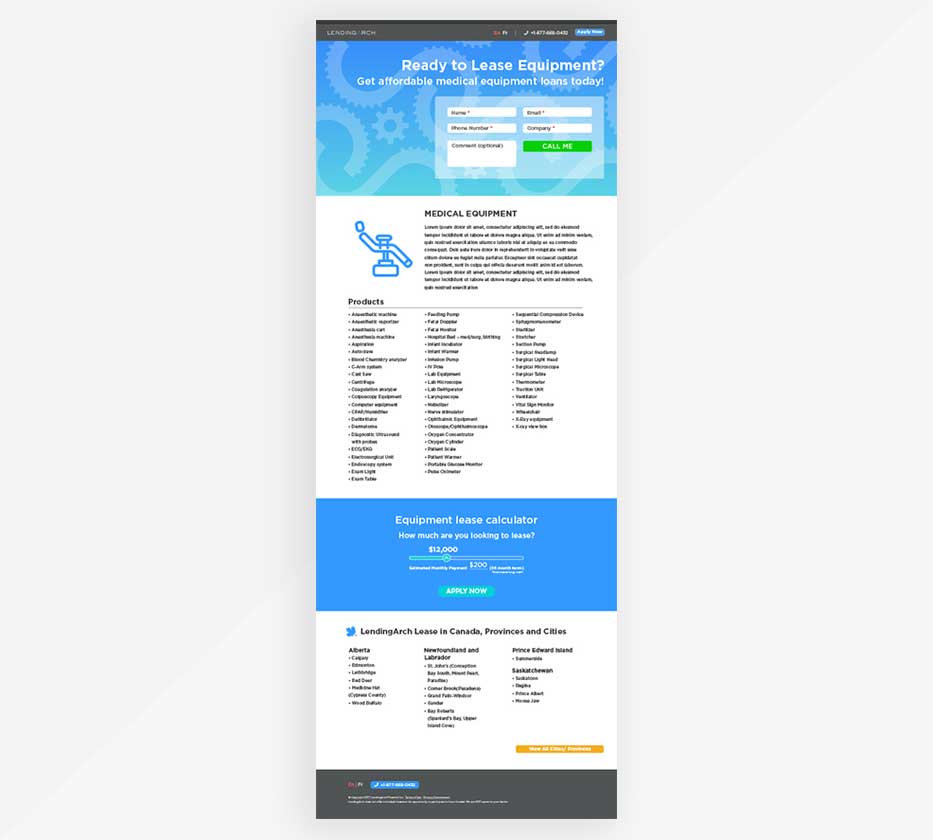 LENDING ARCH
En Fr | +1-877-688-0432 Apply Now
Ready to Lease Equipment?
Get affordable medical equipment loans today!
Name *
Email *
Phone Number *
Company *
Comment (optional)
CALL ME
MEDICAL EQUIPMENT
Lorem ipsum dolor sit amet, consectetur adipiscing elit, sed do eiusmod
tempor incididunt ut labore et dolore magna aliqua. Ut enim ad minim veniam,
quis nostrud exercitation ullamco laboris nisi ut aliquip ex ea commodo
consequat. Duis aute irure dolor in reprehenderit in voluptate velit esse
cillum dolore eu fugiat nulla pariatur. Excepteur sint occaecat cupidatat
non proident, sunt in culpa qui officia deserunt mollit anim id est laborum.
Lorem ipsum dolor sit amet, consectetur adipiscing elit, sed do eiusmod
tempor incididunt ut labore et dolore magna aliqua. Ut enim ad minim veniam,
quis nostrud exercitation
Products
• Anaesthetic machine
• Anaesthetic vaporizer
• Anesthesia cart
• Anesthesia machine
• Aspiration
• Autoclave
• Blood Chemistry analyzer
• C-Arm system
• Cast Saw
• Centrifuge
• Coagulation analyzer
• Colposcopy Equipment
• Computer equipment
• CPAP/Humidifier
• Defibrillator
• Dermatome
• Diagnostic Ultrasound
with probes
• ECG/EKG
• Electrosurgical Unit
• Endoscopy system
• Exam Light
• Exam Table
• Feeding Pump
• Fetal Doppler
• Fetal Monitor
• Hospital Bed – med/surg, birthing
• Infant Incubator
• Infant Warmer
• Infusion Pump
• IV Pole
• Lab Equipment
• Lab Microscope
• Lab Refrigerator
• Laryngoscope
• Nebulizer
• Nerve stimulator
• Ophthalmic Equipment
• Otoscope/Ophthalmoscope
• Oxygen Concentrator
• Oxygen Cylinder
• Patient Scale
• Patient Warmer
• Portable Glucose Monitor
• Pulse Oximeter
• Sequential Compression Device
• Sphygmomanometer
• Sterilizer
• Stretcher
• Suction Pump
• Surgical Headlamp
• Surgical Light Head
• Surgical Microscope
• Surgical Table
• Thermometer
• Traction Unit
• Ventilator
• Vital Sign Monitor
• Wheelchair
• X-Ray equipment
• X-ray view box
Equipment lease calculator
How much are you looking to lease?
$12,000
Estimated Monthly Payment $200
APPLY NOW
LendingArch Lease in Canada, Provinces and Cities
Alberta
• Calgary
• Edmonton
• Lethbridge
• Red Deer
• Medicine Hat
(Cypress County)
• Wood Buffalo
Newfoundland and
Labrador
• St. John's (Conception
Bay South, Mount Pearl,
Paradise)
• Corner Brook(Pasadena)
• Grand Falls-Windsor
• Gander
• Bay Roberts
(Spaniard's Bay, Upper
Island Cove)
Prince Edward Island
• Summerside
Saskatchewan
• Saskatoon
• Regina
• Prince Albert
• Moose Jaw
View All Cities/ Provinces
En | Fr +1-877-688-0432